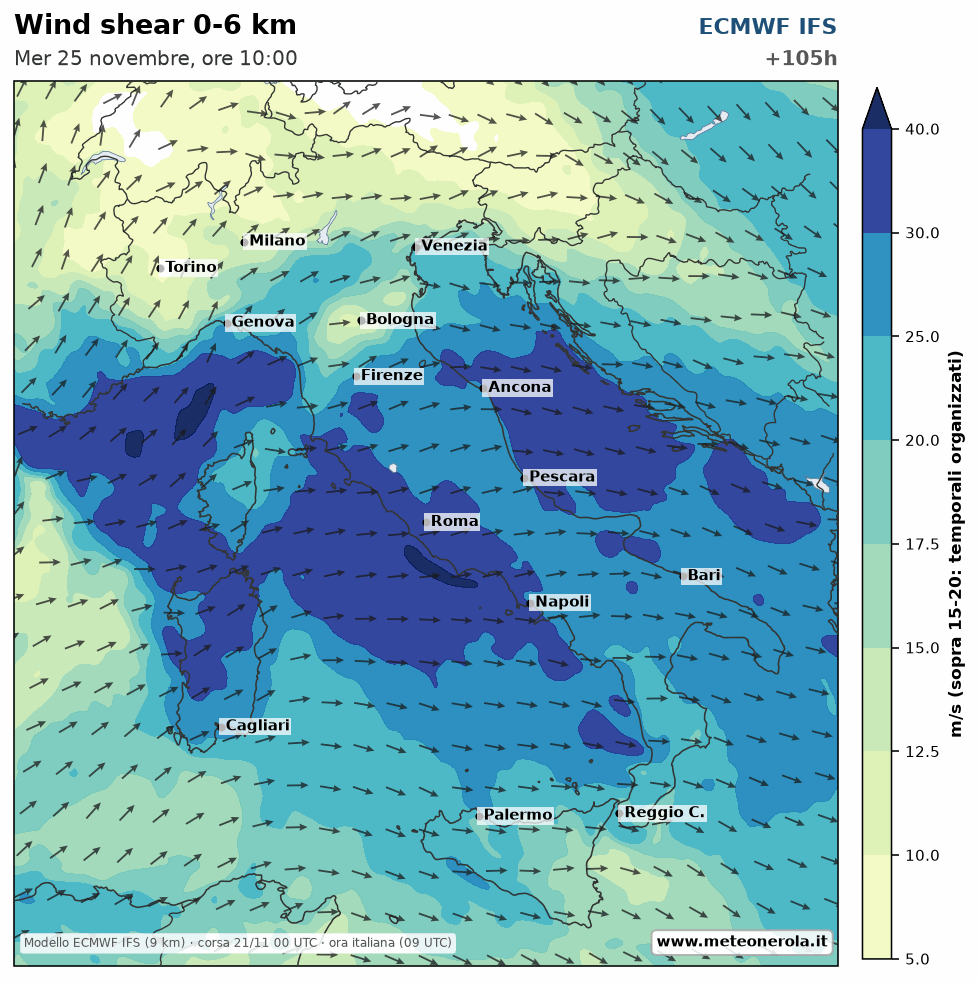 Wind shear 0-6 km
ECMWF IFS
Mer 25 novembre, ore 10:00
+105h
Venezia
Milano
Torino
Bologna
Genova
Firenze
Ancona
Pescara
Roma
Bari
Napoli
Cagliari
Palermo
Reggio C.
Modello ECMWF IFS (9 km) · corsa 21/11 00 UTC · ora italiana (09 UTC)
www.meteonerola.it
40.0
30.0
25.0
20.0
17.5
15.0
12.5
10.0
5.0
m/s (sopra 15-20: temporali organizzati)